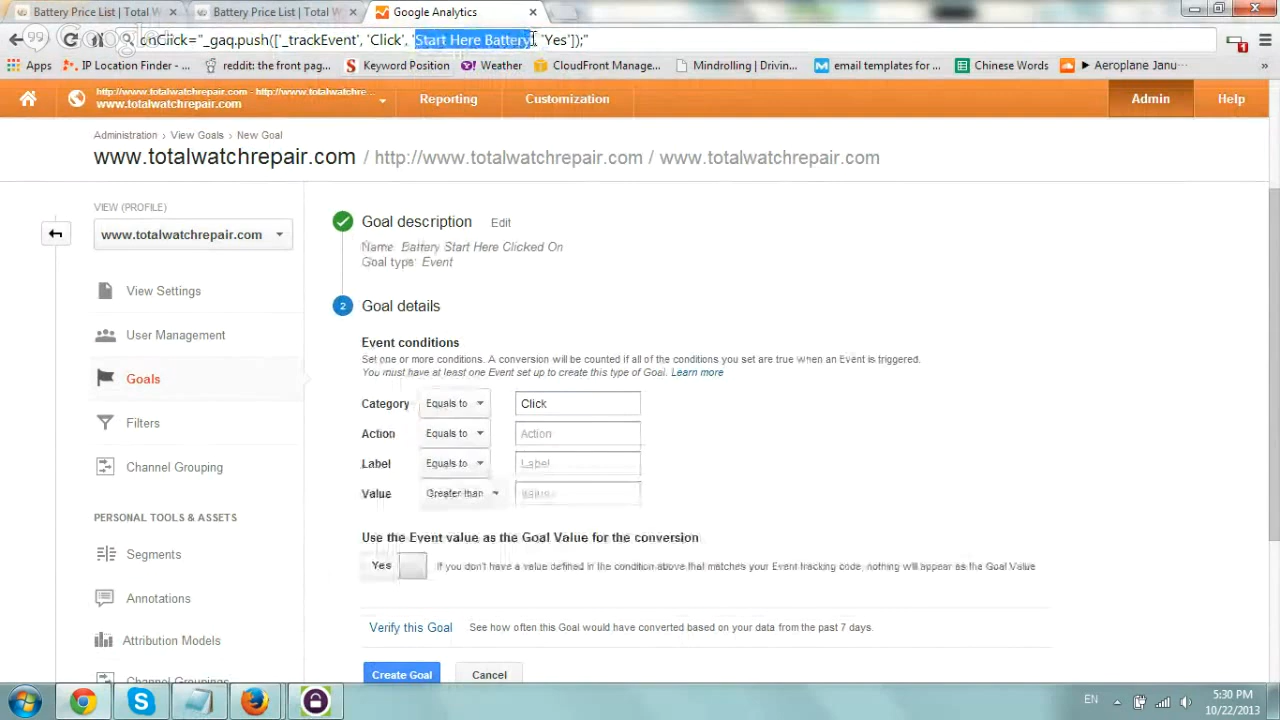 Battery Price List | Total W
Battery Price List | Total W
Google Analytics
onClick="_gaq.push(['_trackEvent', 'Click', 'Start Here Battery', 'Yes']);"
Apps
IP Location Finder - ...
reddit: the front pag...
Keyword Position
Weather
CloudFront Manage...
Mindrolling | Drivin...
email templates for ...
Chinese Words
Aeroplane Janu...
»
http://www.totalwatchrepair.com - http://www.totalwatchre...
www.totalwatchrepair.com
Reporting
Customization
Admin
Help
Administration › View Goals › New Goal
www.totalwatchrepair.com / http://www.totalwatchrepair.com / www.totalwatchrepair.com
VIEW (PROFILE)
www.totalwatchrepair.com
View Settings
User Management
Goals
Filters
Channel Grouping
PERSONAL TOOLS & ASSETS
Segments
Annotations
Attribution Models
Channel Groupings
Goal description Edit
Name: Battery Start Here Clicked On
Goal type: Event
2 Goal details
Event conditions
Set one or more conditions. A conversion will be counted if all of the conditions you set are true when an Event is triggered.
You must have at least one Event set up to create this type of Goal. Learn more
Category Equals to Click
Action Equals to Action
Label Equals to Label
Value Greater than Value
Use the Event value as the Goal Value for the conversion
Yes If you don't have a value defined in the condition above that matches your Event tracking code, nothing will appear as the Goal Value
Verify this Goal See how often this Goal would have converted based on your data from the past 7 days.
Create Goal Cancel
EN
5:30 PM
10/22/2013